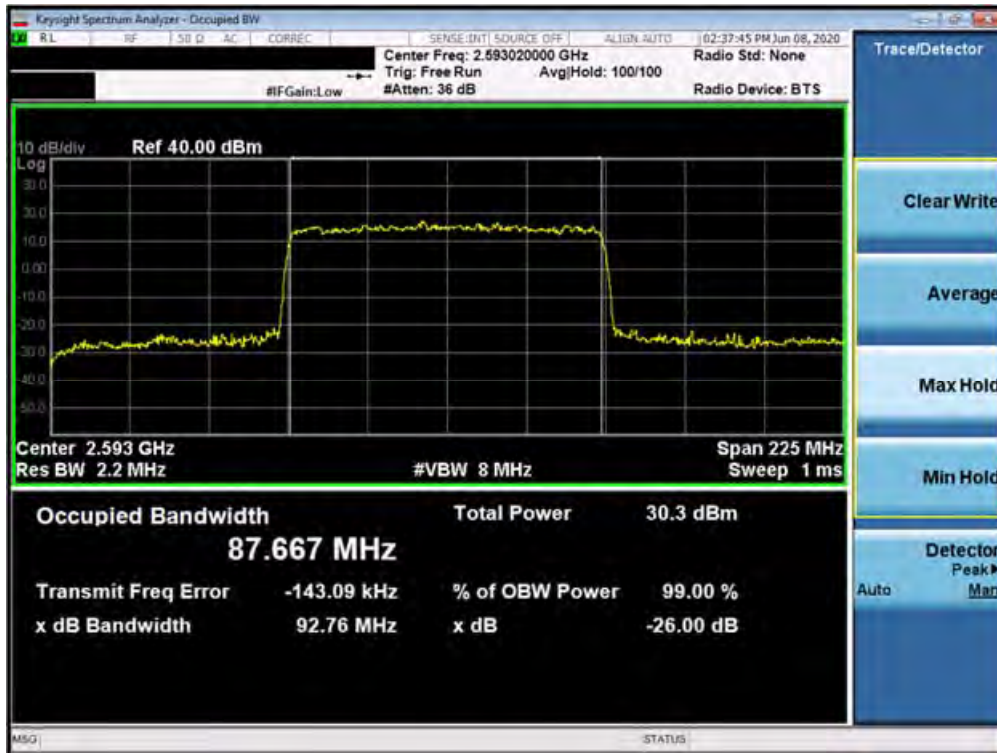 Keysight Spectrum Analyzer - Occupied BW
RL RF 50 Ω AC CORREC SENSE:INT SOURCE OFF ALIGN AUTO 02:37:45 PM Jun 08, 2020
Center Freq: 2.593020000 GHz Radio Std: None
Trig: Free Run Avg|Hold: 100/100
#IFGain:Low #Atten: 36 dB Radio Device: BTS
Trace/Detector
10 dB/div Ref 40.00 dBm
Log
30.0
20.0
10.0
0.00
-10.0
-20.0
-30.0
-40.0
-50.0
Center 2.593 GHz Span 225 MHz
Res BW 2.2 MHz #VBW 8 MHz Sweep 1 ms
Occupied Bandwidth Total Power 30.3 dBm
87.667 MHz
Transmit Freq Error -143.09 kHz % of OBW Power 99.00 %
x dB Bandwidth 92.76 MHz x dB -26.00 dB
Clear Write
Average
Max Hold
Min Hold
Detector
Peak
Auto Man
MSG STATUS